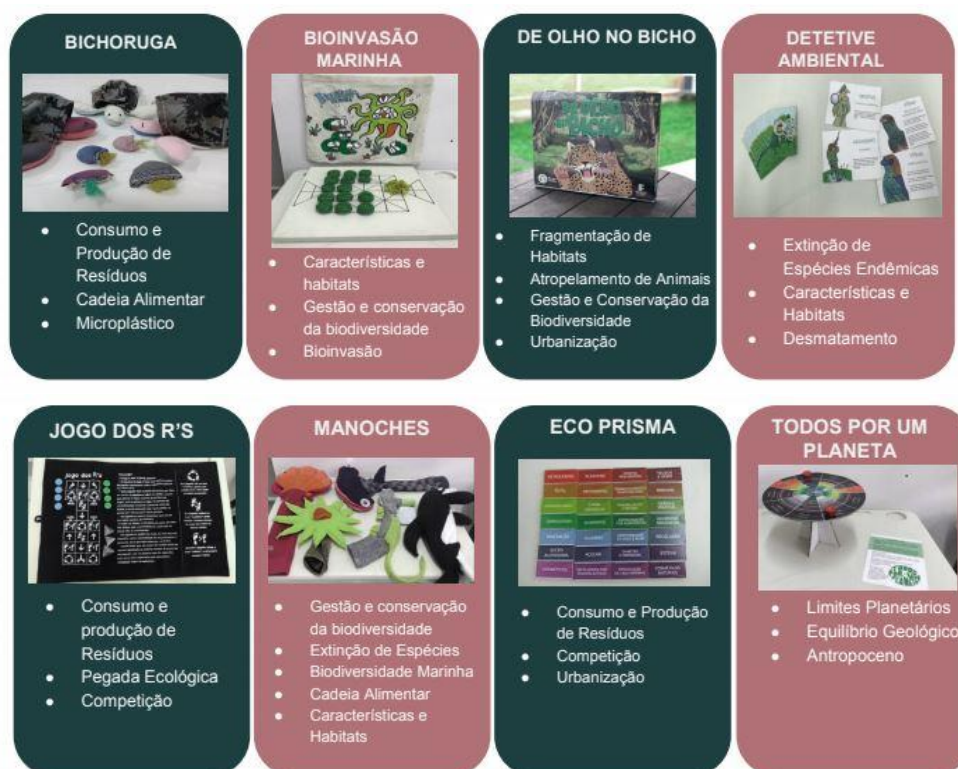 BICHORUGA
• Consumo e
Produção de
Resíduos
• Cadeia Alimentar
• Microplástico
BIOINVASÃO
MARINHA
• Características e
habitats
• Gestão e conservação
da biodiversidade
• Bioinvasão
DE OLHO NO BICHO
• Fragmentação de
Habitats
• Atropelamento de Animais
• Gestão e Conservação da
Biodiversidade
• Urbanização
DETETIVE
AMBIENTAL
• Extinção de
Espécies Endêmicas
• Características e
Habitats
• Desmatamento
JOGO DOS R'S
Jogo dos R's
• Consumo e
produção de
Resíduos
• Pegada Ecológica
• Competição
MANOCHES
• Gestão e conservação
da biodiversidade
• Extinção de Espécies
• Biodiversidade Marinha
• Cadeia Alimentar
• Características e
Habitats
ECO PRISMA
• Consumo e Produção
de Resíduos
• Competição
• Urbanização
TODOS POR UM
PLANETA
• Limites Planetários
• Equilíbrio Geológico
• Antropoceno